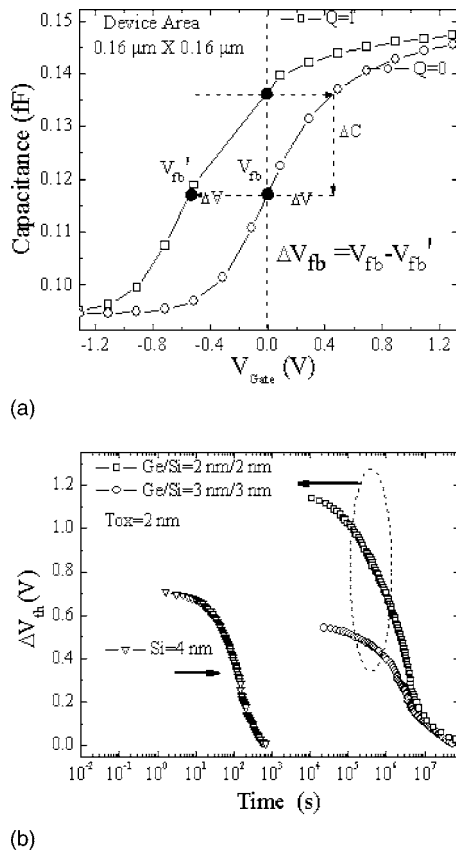 Device Area
0.16 μm X 0.16 μm
Q=1
Q=0
ΔC
V_fb'
V_fb
ΔV
ΔV
ΔV_fb =V_fb-V_fb'
Capacitance (fF)
0.15
0.14
0.13
0.12
0.11
0.10
-1.2 -0.8 -0.4 0.0 0.4 0.8 1.2
V_Gate (V)
(a)
Ge/Si=2 nm/2 nm
Ge/Si=3 nm/3 nm
Tox=2 nm
Si=4 nm
ΔV_th (V)
1.2
1.0
0.8
0.6
0.4
0.2
0.0
10^-2 10^-1 10^0 10^1 10^2 10^3 10^4 10^5 10^6 10^7
Time (s)
(b)